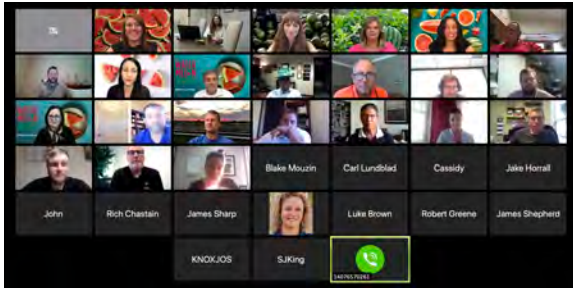 Blake Mouzin
Carl Lundblad
Cassidy
Jake Horrall
John
Rich Chastain
James Sharp
Luke Brown
Robert Greene
James Shepherd
KNOXJOS
SJKing